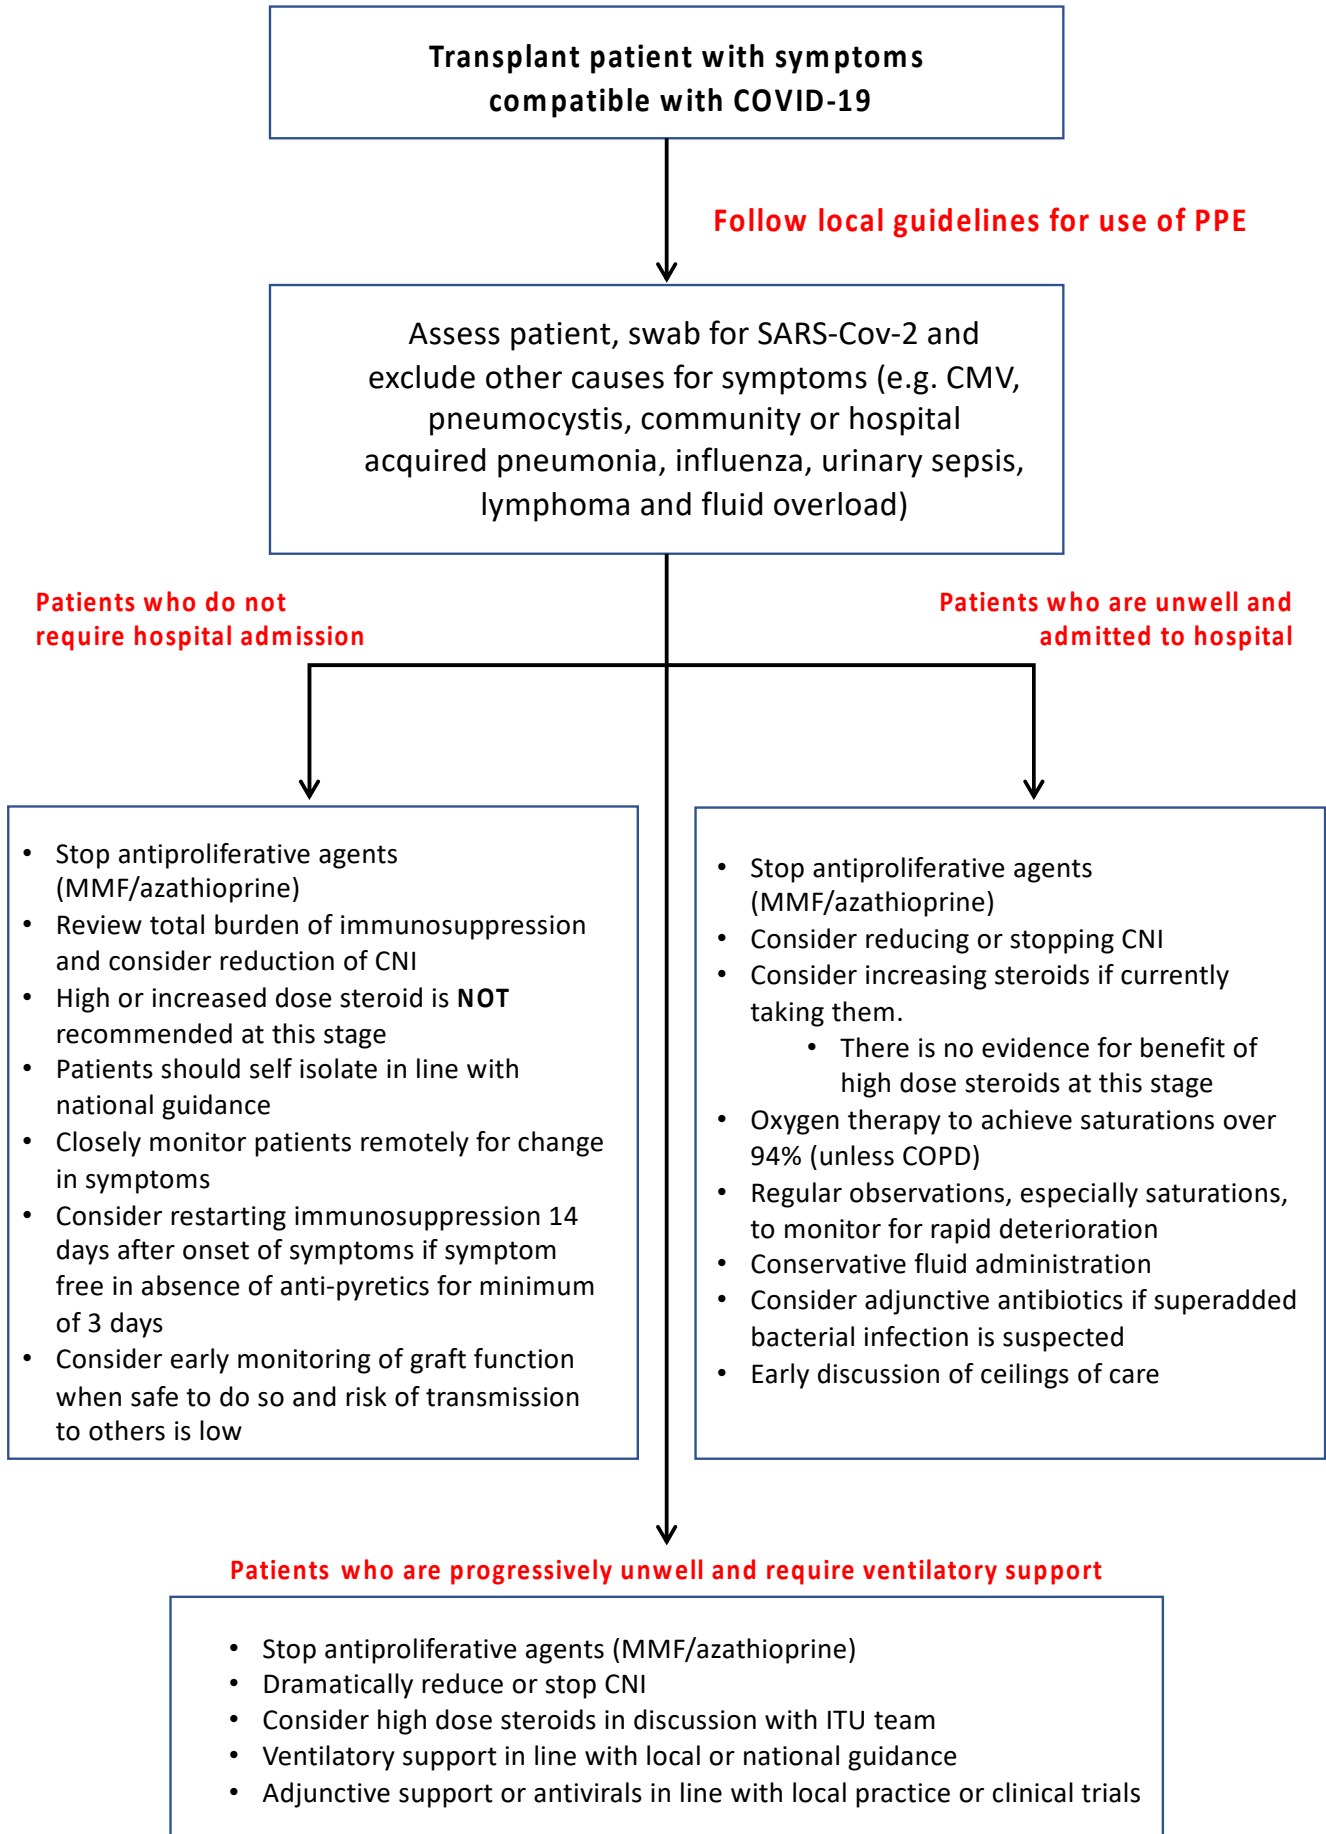 Transplant patient with symptoms
compatible with COVID-19
Follow local guidelines for use of PPE
Assess patient, swab for SARS-Cov-2 and
exclude other causes for symptoms (e.g. CMV,
pneumocystis, community or hospital
acquired pneumonia, influenza, urinary sepsis,
lymphoma and fluid overload)
Patients who do not
require hospital admission
Patients who are unwell and
admitted to hospital
• Stop antiproliferative agents
(MMF/azathioprine)
• Review total burden of immunosuppression
and consider reduction of CNI
• High or increased dose steroid is NOT
recommended at this stage
• Patients should self isolate in line with
national guidance
• Closely monitor patients remotely for change
in symptoms
• Consider restarting immunosuppression 14
days after onset of symptoms if symptom
free in absence of anti-pyretics for minimum
of 3 days
• Consider early monitoring of graft function
when safe to do so and risk of transmission
to others is low
• Stop antiproliferative agents
(MMF/azathioprine)
• Consider reducing or stopping CNI
• Consider increasing steroids if currently
taking them.
• There is no evidence for benefit of
high dose steroids at this stage
• Oxygen therapy to achieve saturations over
94% (unless COPD)
• Regular observations, especially saturations,
to monitor for rapid deterioration
• Conservative fluid administration
• Consider adjunctive antibiotics if superadded
bacterial infection is suspected
• Early discussion of ceilings of care
Patients who are progressively unwell and require ventilatory support
• Stop antiproliferative agents (MMF/azathioprine)
• Dramatically reduce or stop CNI
• Consider high dose steroids in discussion with ITU team
• Ventilatory support in line with local or national guidance
• Adjunctive support or antivirals in line with local practice or clinical trials